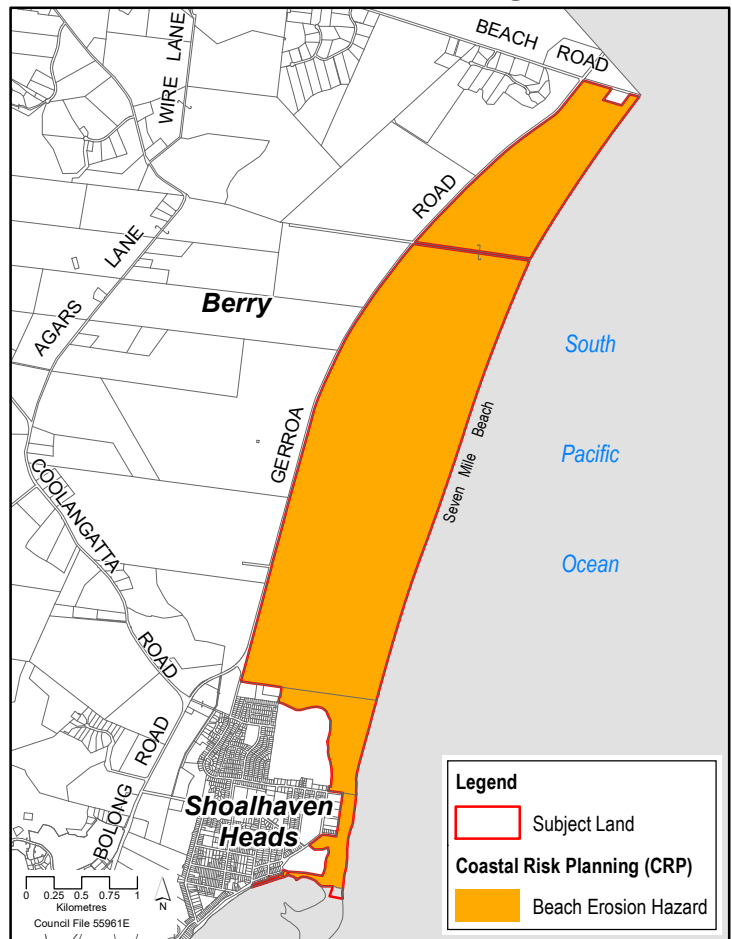 BEACH ROAD
WIRE LANE
ROAD
AGARS LANE
Berry
South
Pacific
Ocean
Seven Mile Beach
GERROA
COOLANGATTA
ROAD
BOLONG ROAD
Shoalhaven
Heads
Legend
Subject Land
Coastal Risk Planning (CRP)
Beach Erosion Hazard
0 0.25 0.5 0.75 1
Kilometres
N
Council File 55961E